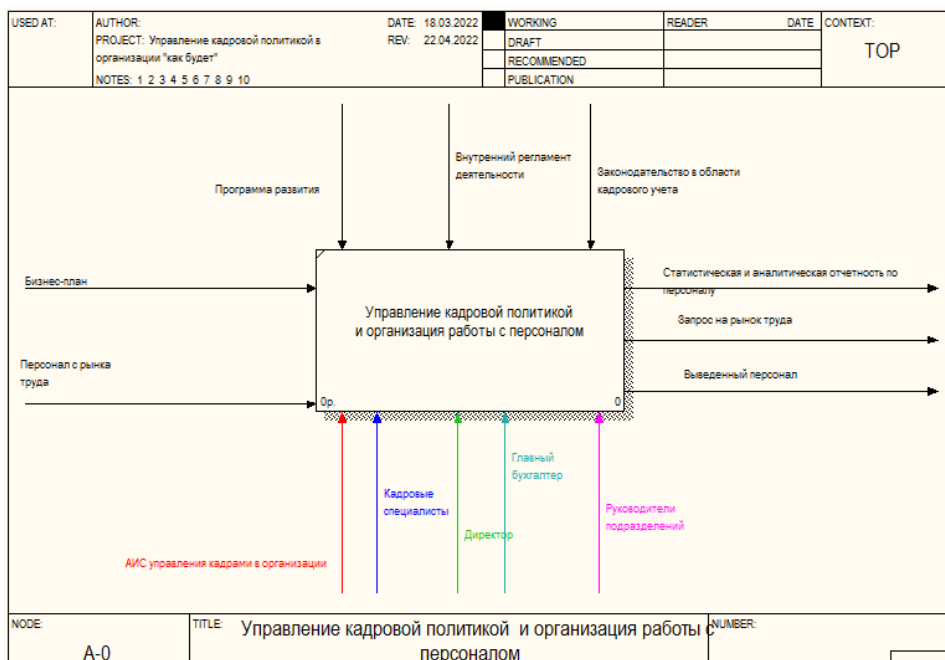 USED AT:
AUTHOR:
DATE: 18.03.2022
WORKING
READER
DATE
CONTEXT:
PROJECT: Управление кадровой политикой в
REV: 22.04.2022
DRAFT
TOP
организации "как будет"
RECOMMENDED
NOTES: 1 2 3 4 5 6 7 8 9 10
PUBLICATION
Программа развития
Внутренний регламент
деятельности
Законодательство в области
кадрового учета
Бизнес-план
Персонал с рынка
труда
Управление кадровой политикой
и организация работы с персоналом
0р.
0
Статистическая и аналитическая отчетность по
персоналу
Запрос на рынок труда
Выведенный персонал
АИС управления кадрами в организации
Кадровые
специалисты
Директор
Главный
бухгалтер
Руководители
подразделений
NODE:
A-0
TITLE:
Управление кадровой политикой и организация работы с
персоналом
NUMBER: